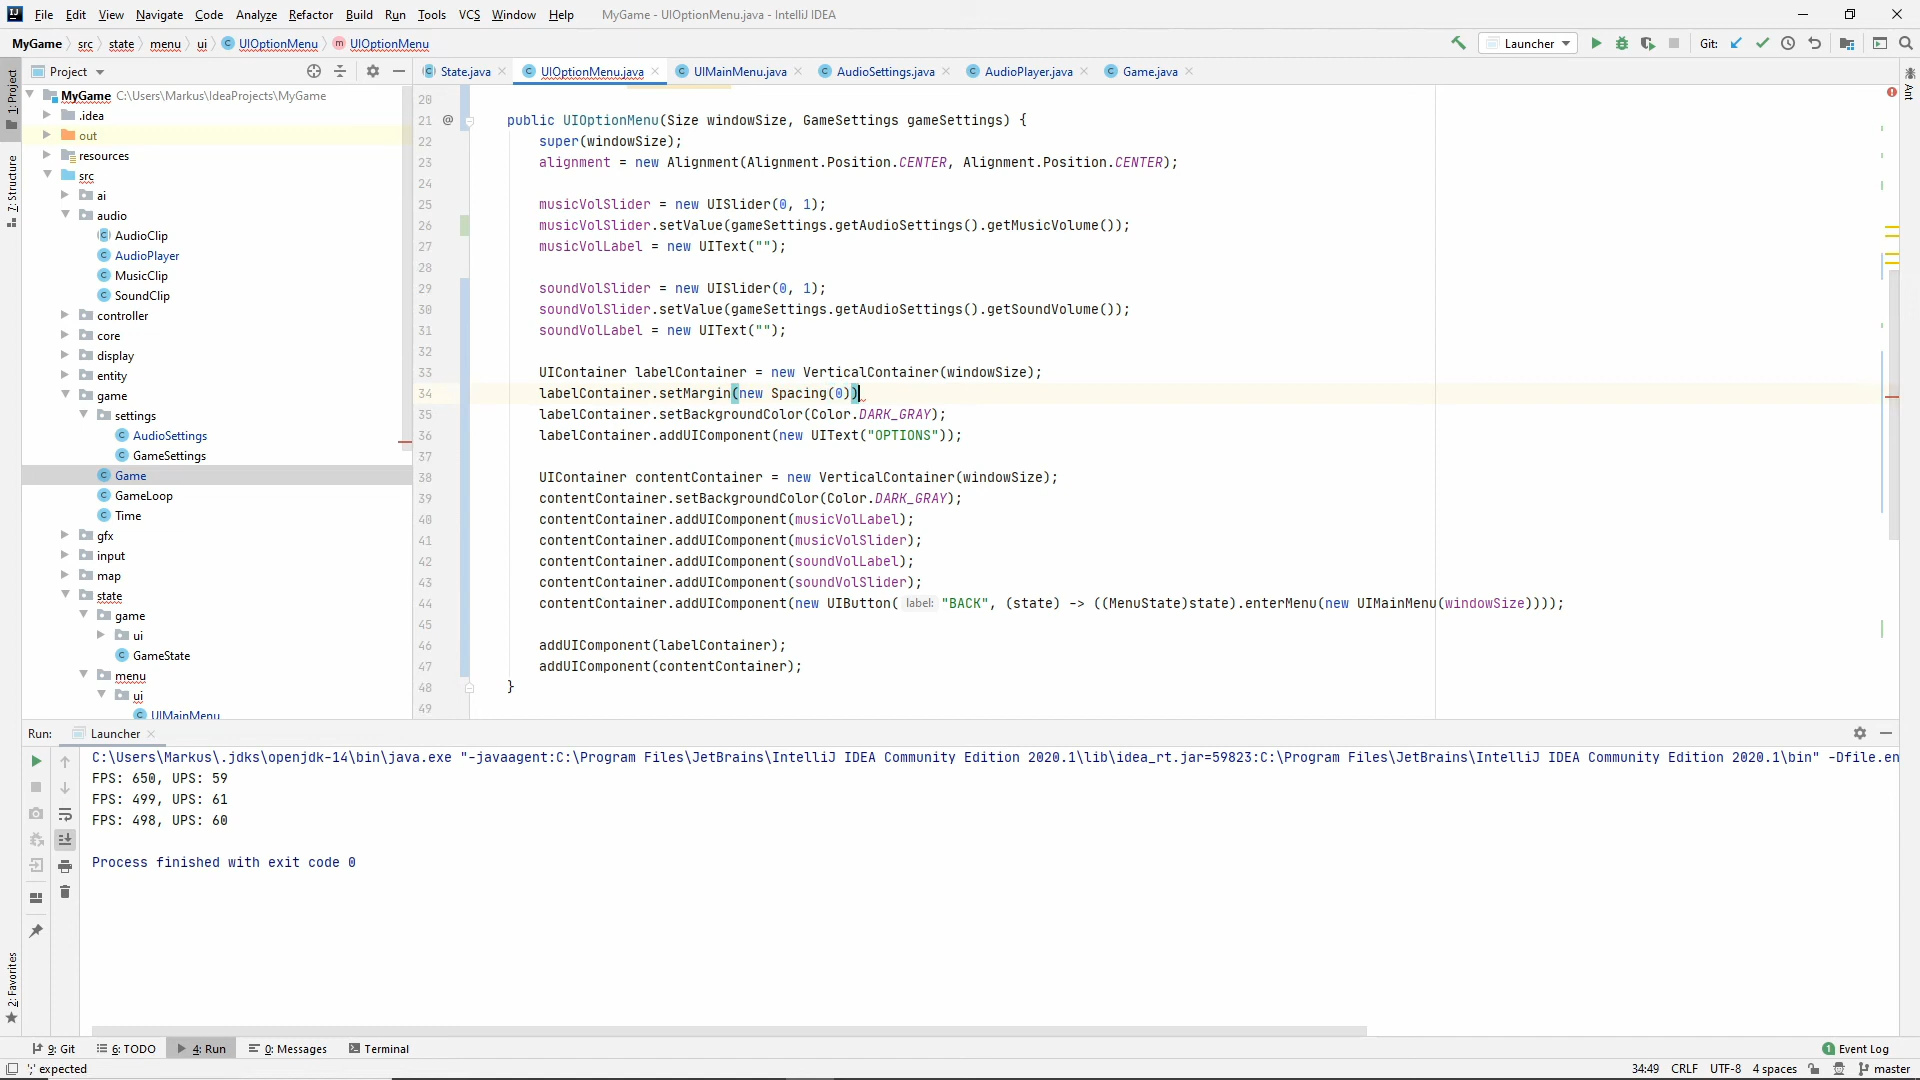 File Edit View Navigate Code Analyze Refactor Build Run Tools VCS Window Help MyGame - UIOptionMenu.java - IntelliJ IDEA
MyGame src state menu ui UIOptionMenu UIOptionMenu Launcher Git:
Project
State.java UIOptionMenu.java UIMainMenu.java AudioSettings.java AudioPlayer.java Game.java
1: Project
7: Structure
2: Favorites
Ant
MyGame C:\Users\Markus\IdeaProjects\MyGame
.idea
out
resources
src
ai
audio
AudioClip
AudioPlayer
MusicClip
SoundClip
controller
core
display
entity
game
settings
AudioSettings
GameSettings
Game
GameLoop
Time
gfx
input
map
state
game
ui
GameState
menu
ui
UIMainMenu
20
21 @ public UIOptionMenu(Size windowSize, GameSettings gameSettings) {
22 super(windowSize);
23 alignment = new Alignment(Alignment.Position.CENTER, Alignment.Position.CENTER);
24
25 musicVolSlider = new UISlider(0, 1);
26 musicVolSlider.setValue(gameSettings.getAudioSettings().getMusicVolume());
27 musicVolLabel = new UIText("");
28
29 soundVolSlider = new UISlider(0, 1);
30 soundVolSlider.setValue(gameSettings.getAudioSettings().getSoundVolume());
31 soundVolLabel = new UIText("");
32
33 UIContainer labelContainer = new VerticalContainer(windowSize);
34 labelContainer.setMargin(new Spacing(0))
35 labelContainer.setBackgroundColor(Color.DARK_GRAY);
36 labelContainer.addUIComponent(new UIText("OPTIONS"));
37
38 UIContainer contentContainer = new VerticalContainer(windowSize);
39 contentContainer.setBackgroundColor(Color.DARK_GRAY);
40 contentContainer.addUIComponent(musicVolLabel);
41 contentContainer.addUIComponent(musicVolSlider);
42 contentContainer.addUIComponent(soundVolLabel);
43 contentContainer.addUIComponent(soundVolSlider);
44 contentContainer.addUIComponent(new UIButton( label: "BACK", (state) -> ((MenuState)state).enterMenu(new UIMainMenu(windowSize))));
45
46 addUIComponent(labelContainer);
47 addUIComponent(contentContainer);
48 }
49
Run: Launcher
C:\Users\Markus\.jdks\openjdk-14\bin\java.exe "-javaagent:C:\Program Files\JetBrains\IntelliJ IDEA Community Edition 2020.1\lib\idea_rt.jar=59823:C:\Program Files\JetBrains\IntelliJ IDEA Community Edition 2020.1\bin" -Dfile.en
FPS: 650, UPS: 59
FPS: 499, UPS: 61
FPS: 498, UPS: 60
Process finished with exit code 0
9: Git 6: TODO 4: Run 0: Messages Terminal 1 Event Log
';' expected 34:49 CRLF UTF-8 4 spaces master